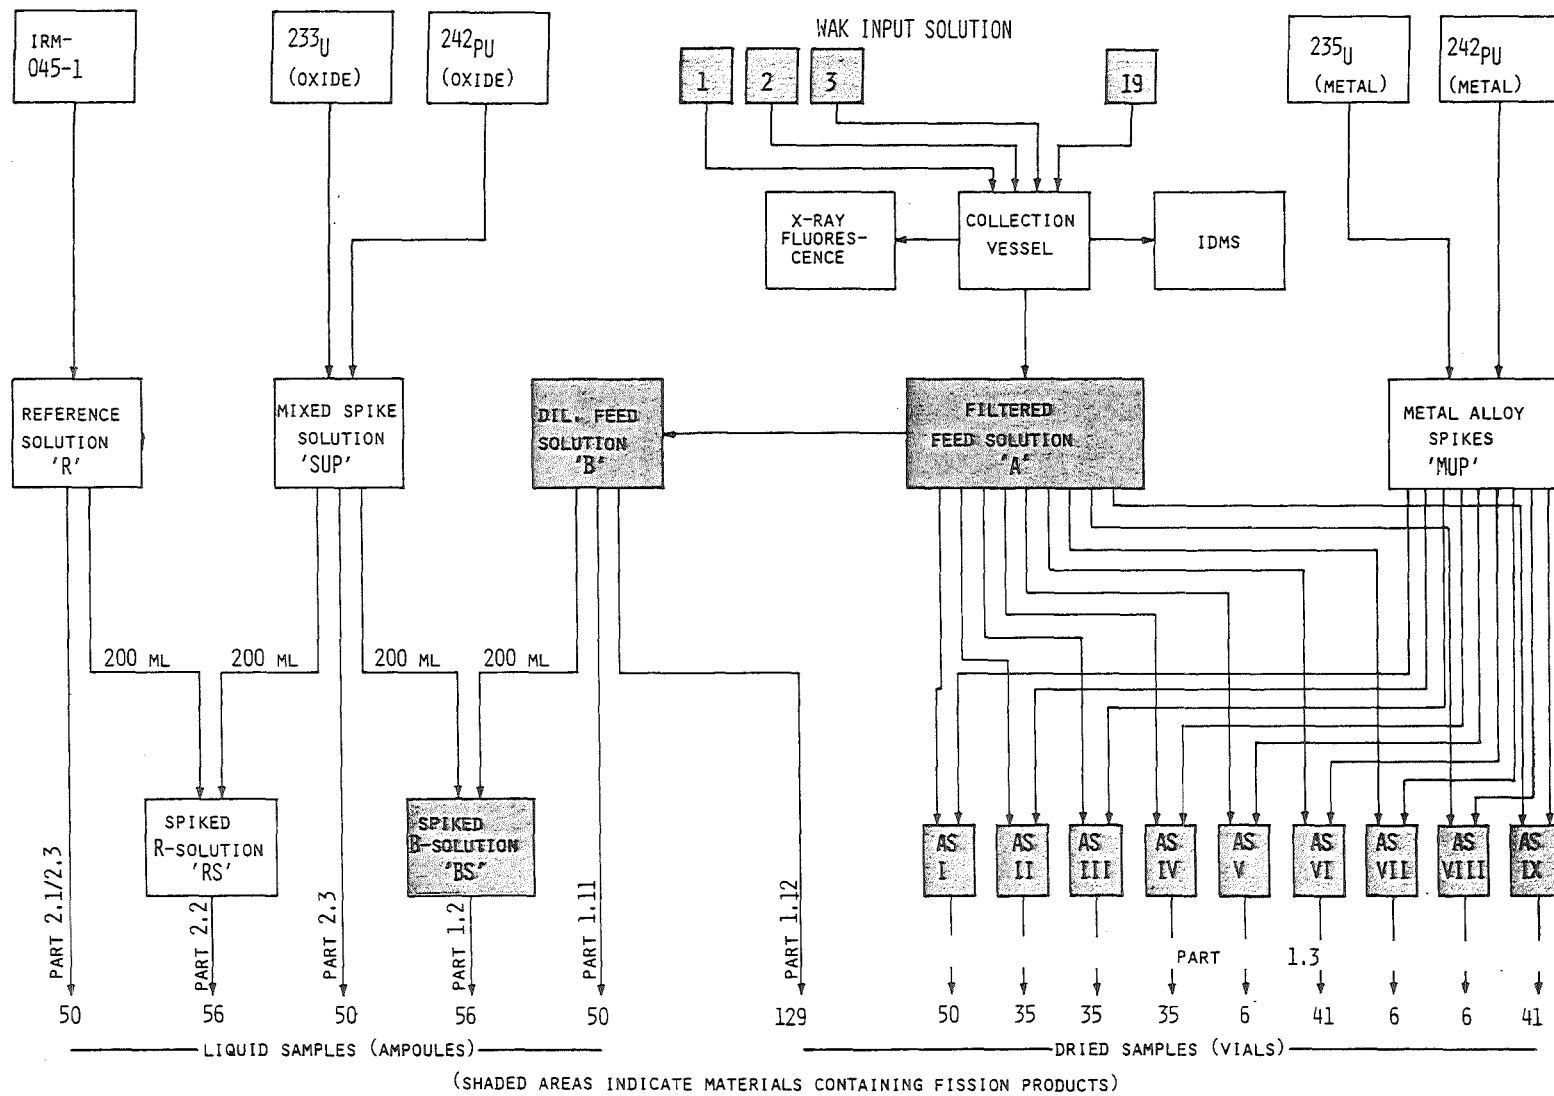 IRM-
045-1
233U
(OXIDE)
242PU
(OXIDE)
WAK INPUT SOLUTION
1
2
3
19
235U
(METAL)
242PU
(METAL)
X-RAY
FLUORES-
CENCE
COLLECTION
VESSEL
IDMS
REFERENCE
SOLUTION
'R'
MIXED SPIKE
SOLUTION
'SUP'
DIL. FEED
SOLUTION
"B"
FILTERED
FEED SOLUTION
"A"
METAL ALLOY
SPIKES
'MUP'
200 ML
200 ML
200 ML
200 ML
SPIKED
R-SOLUTION
'RS'
SPIKED
B-SOLUTION
"BS"
AS
I
AS
II
AS
III
AS
IV
AS
V
AS
VI
AS
VII
AS
VIII
AS
IX
PART 2.1/2.3
PART 2.2
PART 2.3
PART 1.2
PART 1.11
PART 1.12
PART 1.3
50
56
50
56
50
129
50
35
35
35
6
41
6
6
41
LIQUID SAMPLES (AMPOULES)
DRIED SAMPLES (VIALS)
(SHADED AREAS INDICATE MATERIALS CONTAINING FISSION PRODUCTS)